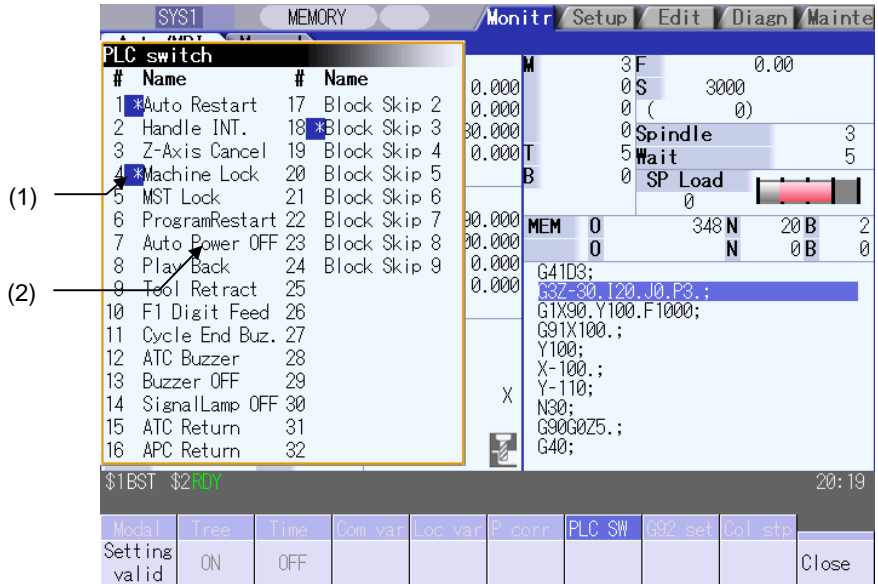 SYS1 MEMORY Monitr Setup Edit Diagn Mainte
PLC switch
# Name # Name
1 *Auto Restart 17 Block Skip 2
2 Handle INT. 18 *Block Skip 3
3 Z-Axis Cancel 19 Block Skip 4
4 *Machine Lock 20 Block Skip 5
5 MST Lock 21 Block Skip 6
6 ProgramRestart 22 Block Skip 7
7 Auto Power OFF 23 Block Skip 8
8 Play Back 24 Block Skip 9
9 Tool Retract 25
10 F1 Digit Feed 26
11 Cycle End Buz. 27
12 ATC Buzzer 28
13 Buzzer OFF 29
14 SignalLamp OFF 30
15 ATC Return 31
16 APC Return 32
(1)
(2)
0.000
0.000
30.000
0.000
90.000
00.000
0.000
0.000
X
M 3 F 0.00
0 S 3000
0 ( 0)
0 Spindle 3
T 5 Wait 5
B 0 SP Load
0
MEM O 348 N 20 B 2
O N 0 B 0
G41D3;
G3Z-30.I20.J0.P3.;
G1X90.Y100.F1000;
G91X100.;
Y100;
X-100.;
Y-110;
N30;
G90G0Z5.;
G40;
$1BST $2RDY 20:19
Modal Tree Time Com var Loc var P corr PLC SW G92 set Col stp
Setting valid ON OFF Close